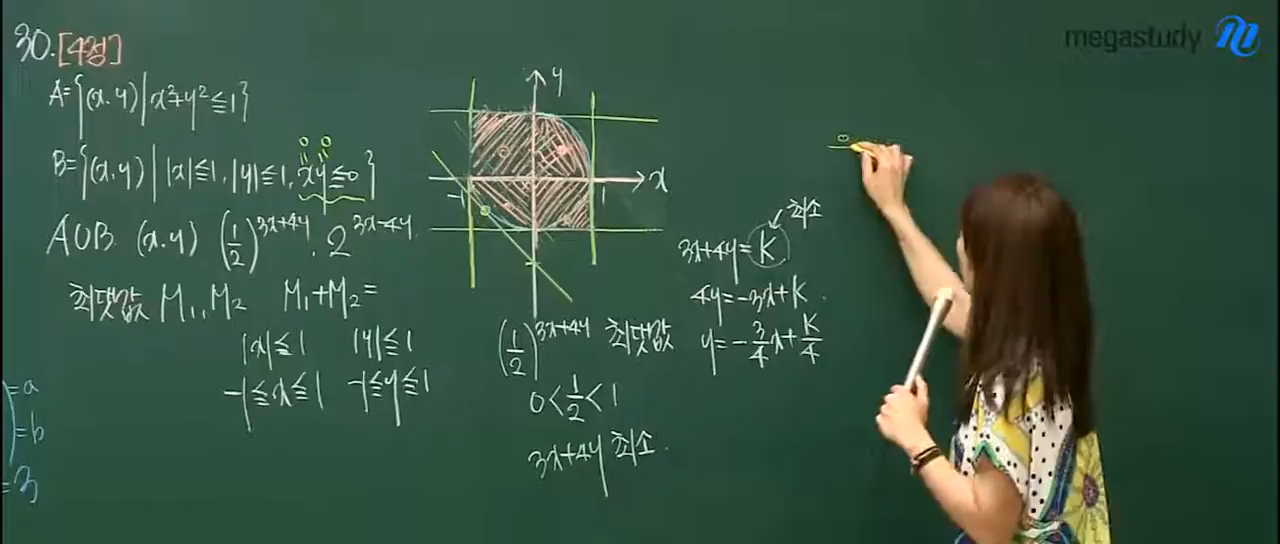 megastudy
30. [4점]
A={(x.y)|x²+y²≦1}
B={(x.y)||x|≦1, |y|≦1, xy≦0}
A∪B (x.y) (1/2)^3x+4y . 2^3x-4y
최댓값 M₁, M₂ M₁+M₂=
|x|≦1 |y|≦1
-1≦x≦1 -1≦y≦1
=a
=b
=3
y
x
-1
1
(1/2)^3x+4y 최댓값
0<1/2<1
3x+4y 최소.
최소
3x+4y=K
4y=-3x+K.
y=-3/4x+K/4